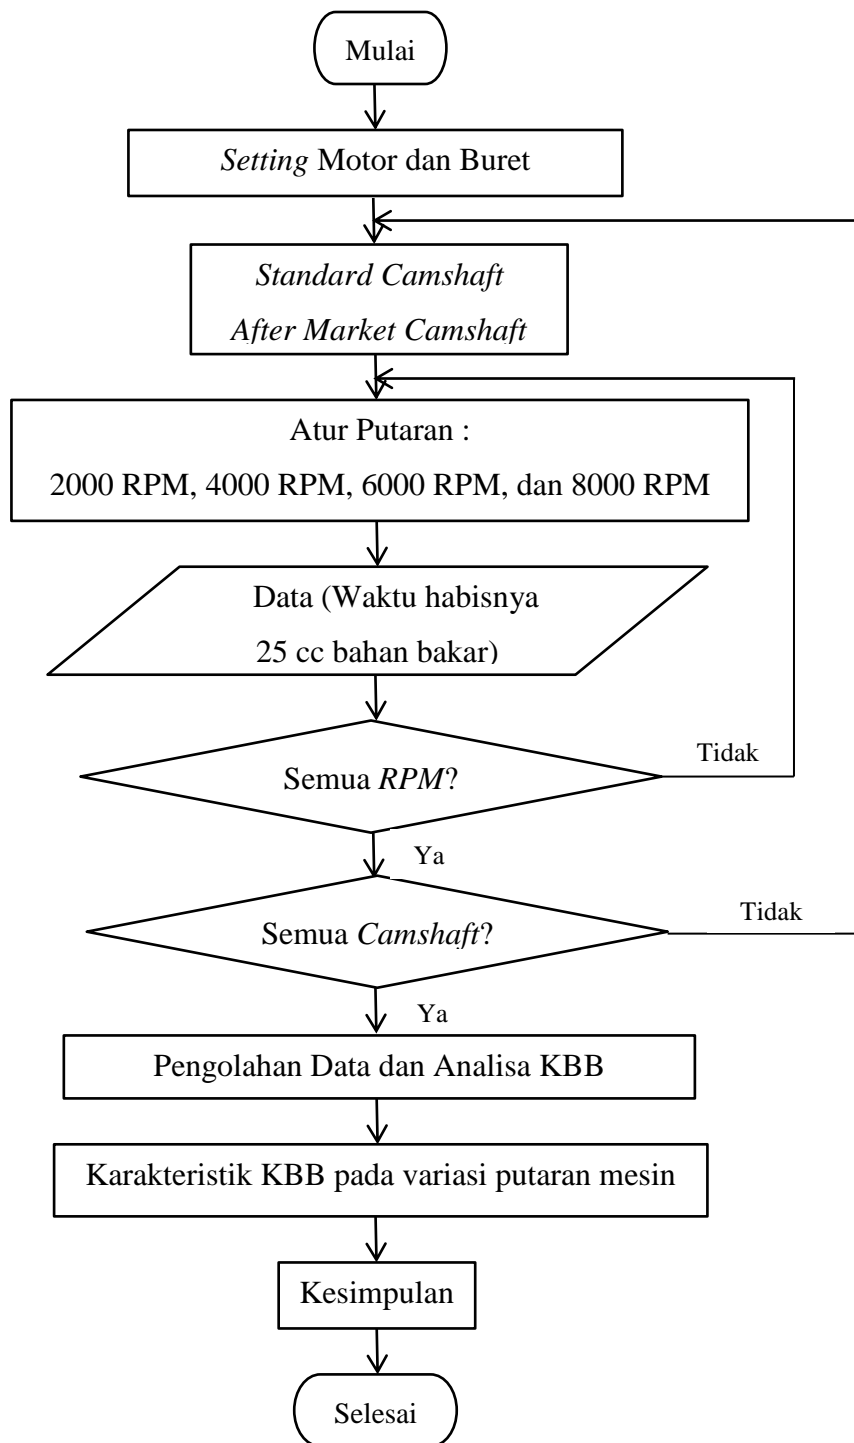 Mulai
Setting Motor dan Buret
Standard Camshaft
After Market Camshaft
Atur Putaran :
2000 RPM, 4000 RPM, 6000 RPM, dan 8000 RPM
Data (Waktu habisnya
25 cc bahan bakar)
Semua RPM?
Tidak
Ya
Semua Camshaft?
Tidak
Ya
Pengolahan Data dan Analisa KBB
Karakteristik KBB pada variasi putaran mesin
Kesimpulan
Selesai